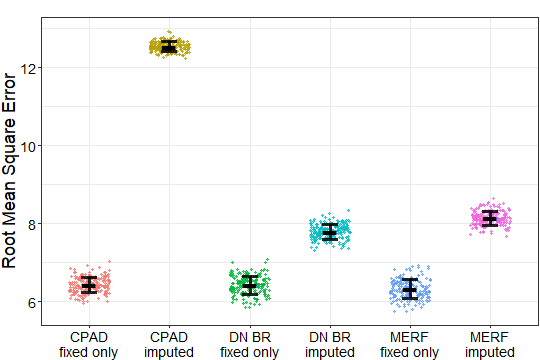 Root Mean Square Error
12
10
8
6
CPAD fixed only
CPAD imputed
DN BR fixed only
DN BR imputed
MERF fixed only
MERF imputed